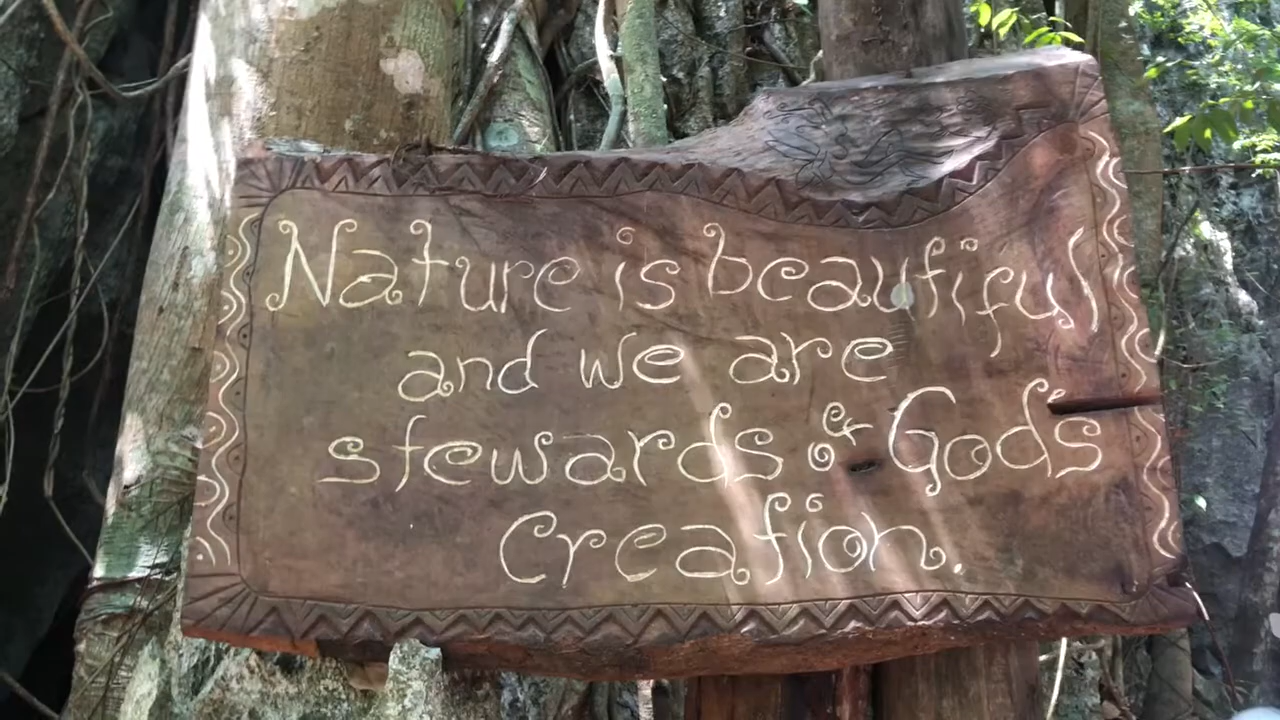 Nature is beautiful
and we are
stewards of God's
Creation.